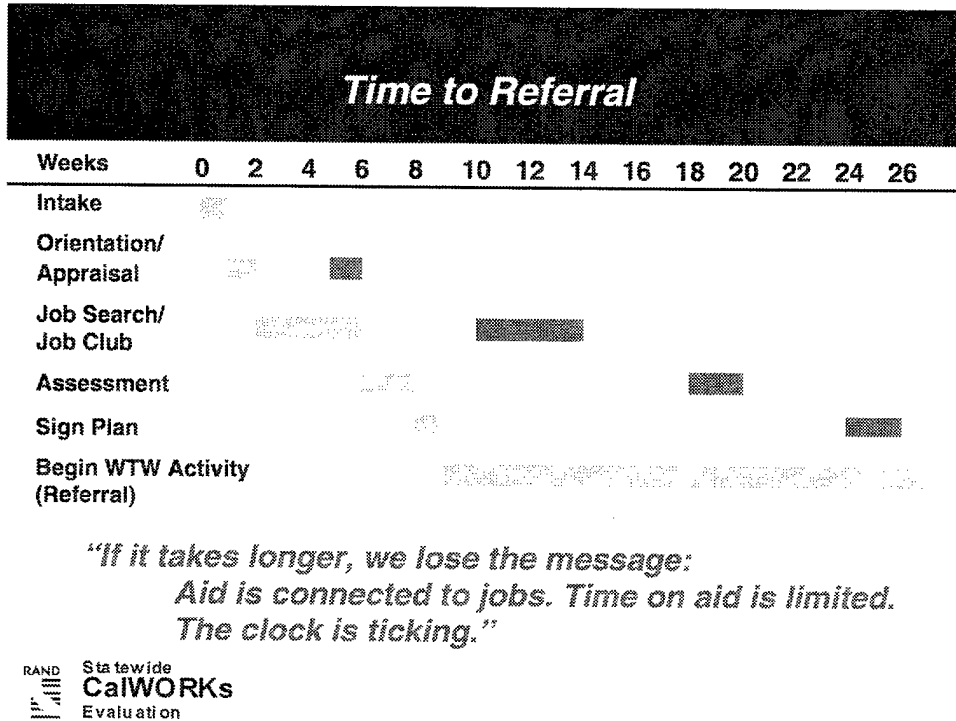 Time to Referral
Weeks 0 2 4 6 8 10 12 14 16 18 20 22 24 26
Intake
Orientation/
Appraisal
Job Search/
Job Club
Assessment
Sign Plan
Begin WTW Activity
(Referral)
“If it takes longer, we lose the message:
Aid is connected to jobs. Time on aid is limited.
The clock is ticking.”
RAND
Statewide
CalWORKs
Evaluation